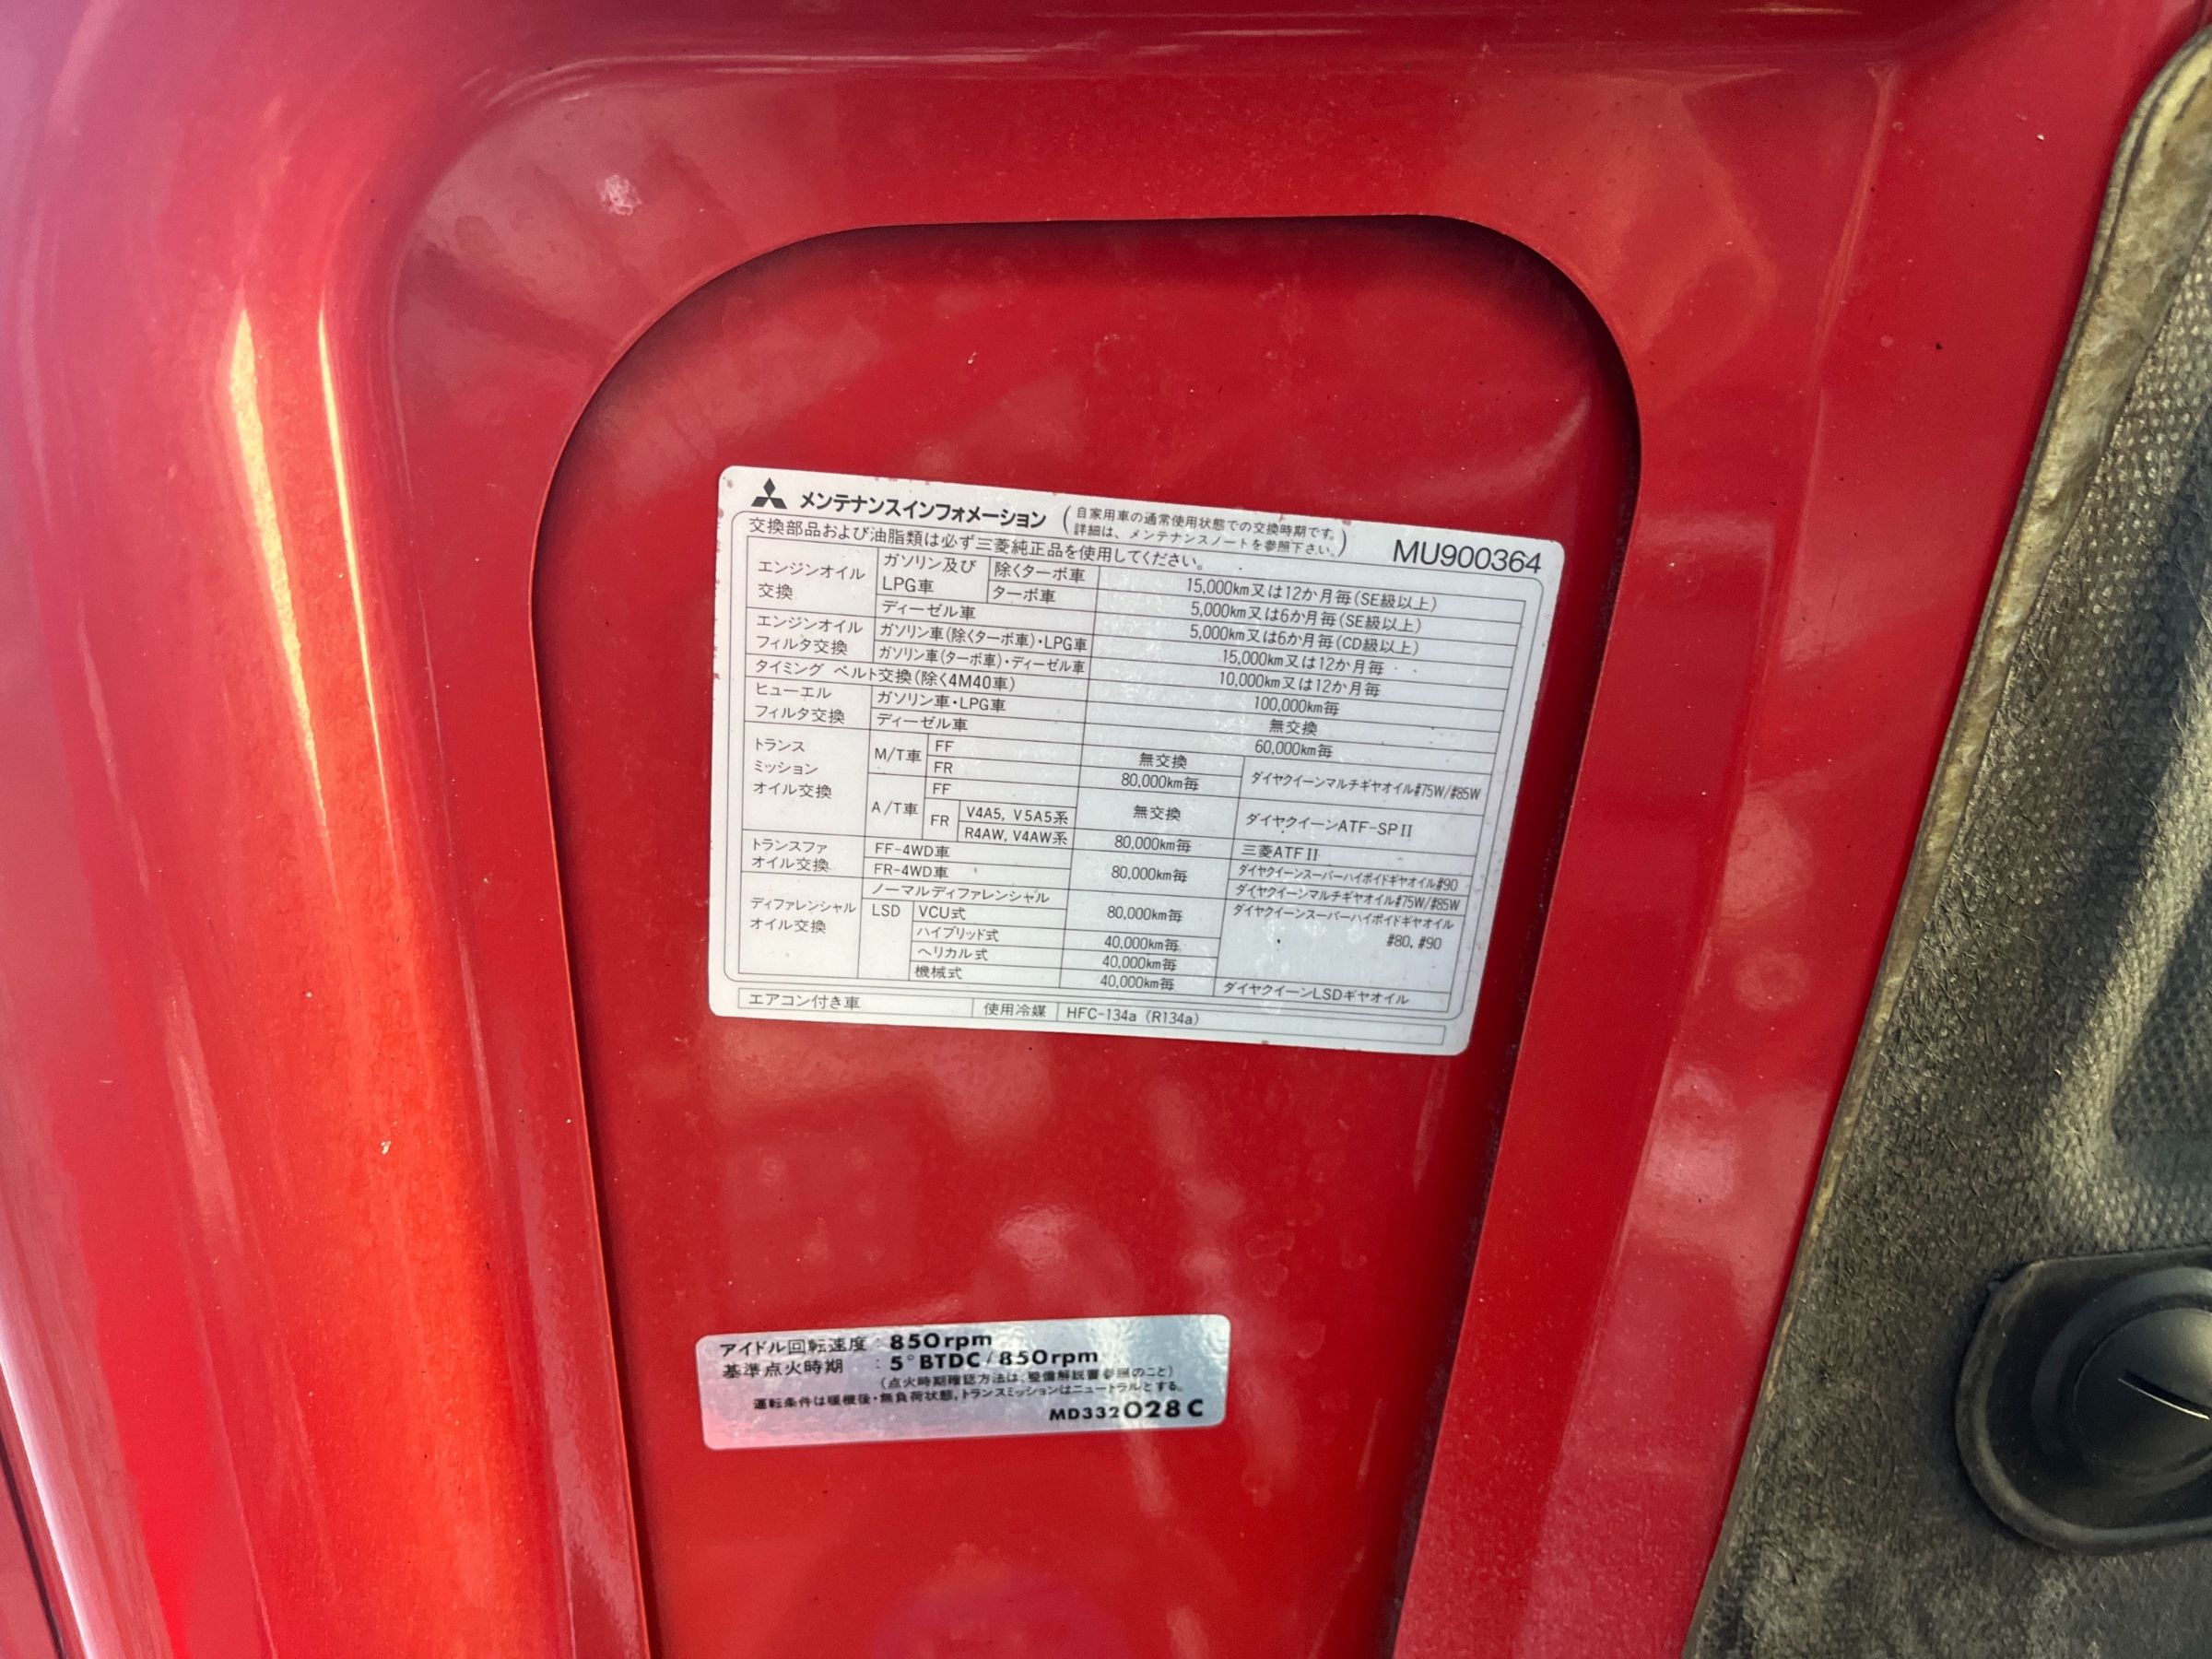 メンテナンスインフォメーション (自家用車の通常使用状態での交換時期です。
詳細は、メンテナンスノートを参照下さい。)
MU900364
交換部品および油脂類は必ず三菱純正品を使用してください。
エンジンオイル交換 ガソリン及びLPG車 除くターボ車 15,000km又は12か月毎(SE級以上)
ターボ車 5,000km又は6か月毎(SE級以上)
ディーゼル車 5,000km又は6か月毎(CD級以上)
エンジンオイルフィルタ交換 ガソリン車(除くターボ車)・LPG車 15,000km又は12か月毎
ガソリン車(ターボ車)・ディーゼル車 10,000km又は12か月毎
タイミング ベルト交換(除く4M40車) 100,000km毎
ヒューエルフィルタ交換 ガソリン車・LPG車 無交換
ディーゼル車 60,000km毎
トランスミッションオイル交換 M/T車 FF 無交換 ダイヤクイーンマルチギヤオイル#75W/#85W
FR 80,000km毎
A/T車 FF 無交換 ダイヤクイーンATF-SPⅡ
FR V4A5, V5A5系
R4AW, V4AW系 80,000km毎 三菱ATFⅡ
トランスファオイル交換 FF-4WD車 80,000km毎 ダイヤクイーンスーパーハイポイドギヤオイル#90
FR-4WD車 ダイヤクイーンマルチギヤオイル#75W/#85W
ディファレンシャルオイル交換 ノーマルディファレンシャル 80,000km毎 ダイヤクイーンスーパーハイポイドギヤオイル
#80, #90
LSD VCU式
ハイブリッド式 40,000km毎
ヘリカル式 40,000km毎
機械式 40,000km毎 ダイヤクイーンLSDギヤオイル
エアコン付き車 使用冷媒 HFC-134a (R134a)
アイドル回転速度 : 850rpm
基準点火時期 : 5°BTDC/850rpm
(点火時期確認方法は、整備解説書参照のこと)
運転条件は暖機後・無負荷状態,トランスミッションはニュートラルとする。
MD332028C